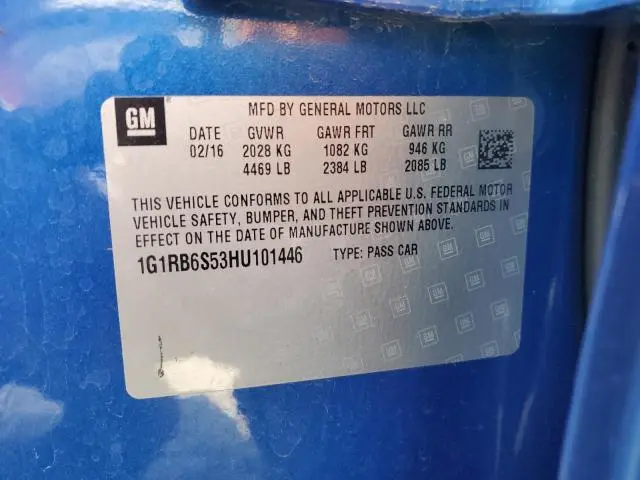 GM
MFD BY GENERAL MOTORS LLC
DATE GVWR GAWR FRT GAWR RR
02/16 2028 KG 1082 KG 946 KG
4469 LB 2384 LB 2085 LB
THIS VEHICLE CONFORMS TO ALL APPLICABLE U.S. FEDERAL MOTOR
VEHICLE SAFETY, BUMPER, AND THEFT PREVENTION STANDARDS IN
EFFECT ON THE DATE OF MANUFACTURE SHOWN ABOVE.
1G1RB6S53HU101446 TYPE: PASS CAR